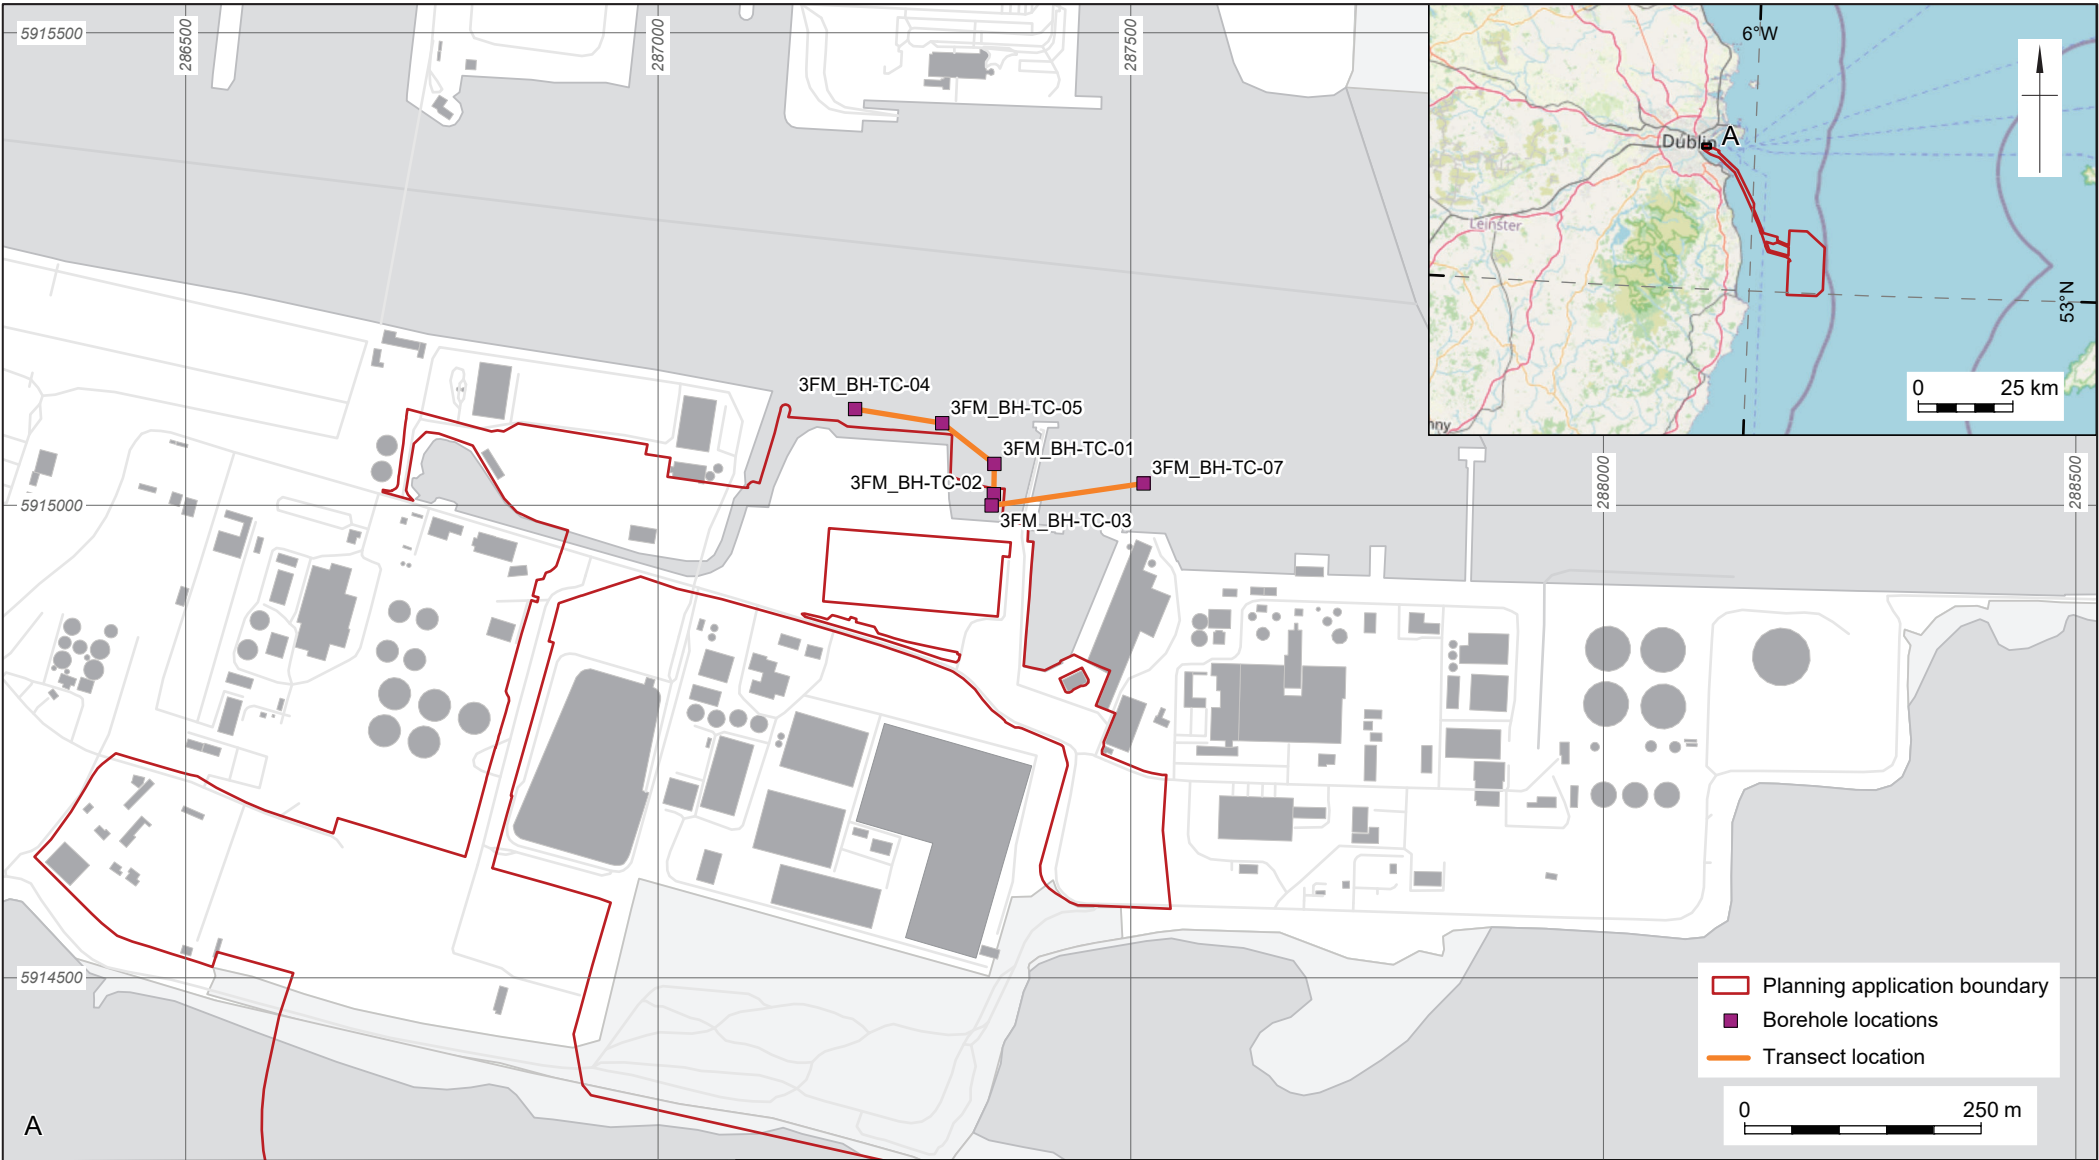 5915500
286500
287000
287500
6°W
Dublin
A
Leinster
53°N
0 25 km
ny
3FM_BH-TC-04
3FM_BH-TC-05
3FM_BH-TC-01
3FM_BH-TC-02
3FM_BH-TC-07
3FM_BH-TC-03
5915000
288000
288500
5914500
Planning application boundary
Borehole locations
Transect location
0 250 m
A